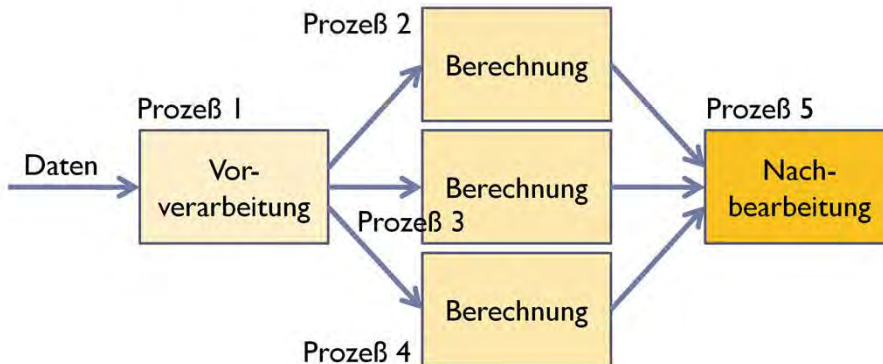 Prozeß 2
Berechnung
Prozeß 1
Prozeß 5
Daten
Vor-
verarbeitung
Berechnung
Nach-
bearbeitung
Prozeß 3
Berechnung
Prozeß 4